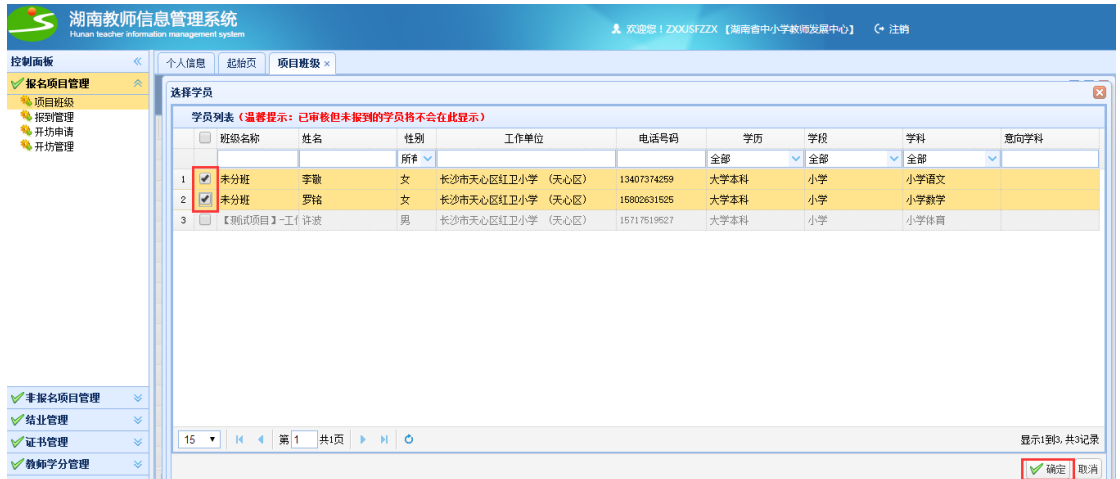 湖南教师信息管理系统
Hunan teacher information management system
欢迎您！ZXXJSFZZX 【湖南省中小学教师发展中心】 注销
控制面板
个人信息 起始页 项目班级 ×
报名项目管理
项目班级
报到管理
开坊申请
开坊管理
选择学员
学员列表（温馨提示：已审核但未报到的学员将不会在此显示）
班级名称 姓名 性别 工作单位 电话号码 学历 学段 学科 意向学科
全部 全部 全部
1 未分班 李敏 女 长沙市天心区红卫小学 （天心区） 13407374259 大学本科 小学 小学语文
2 未分班 罗铭 女 长沙市天心区红卫小学 （天心区） 15802631525 大学本科 小学 小学数学
3 【测试项目】-工 许波 男 长沙市天心区红卫小学 （天心区） 15717519527 大学本科 小学 小学体育
非报名项目管理
结业管理
证书管理
教师学分管理
15 第 1 共1页 显示1到3, 共3记录
确定 取消